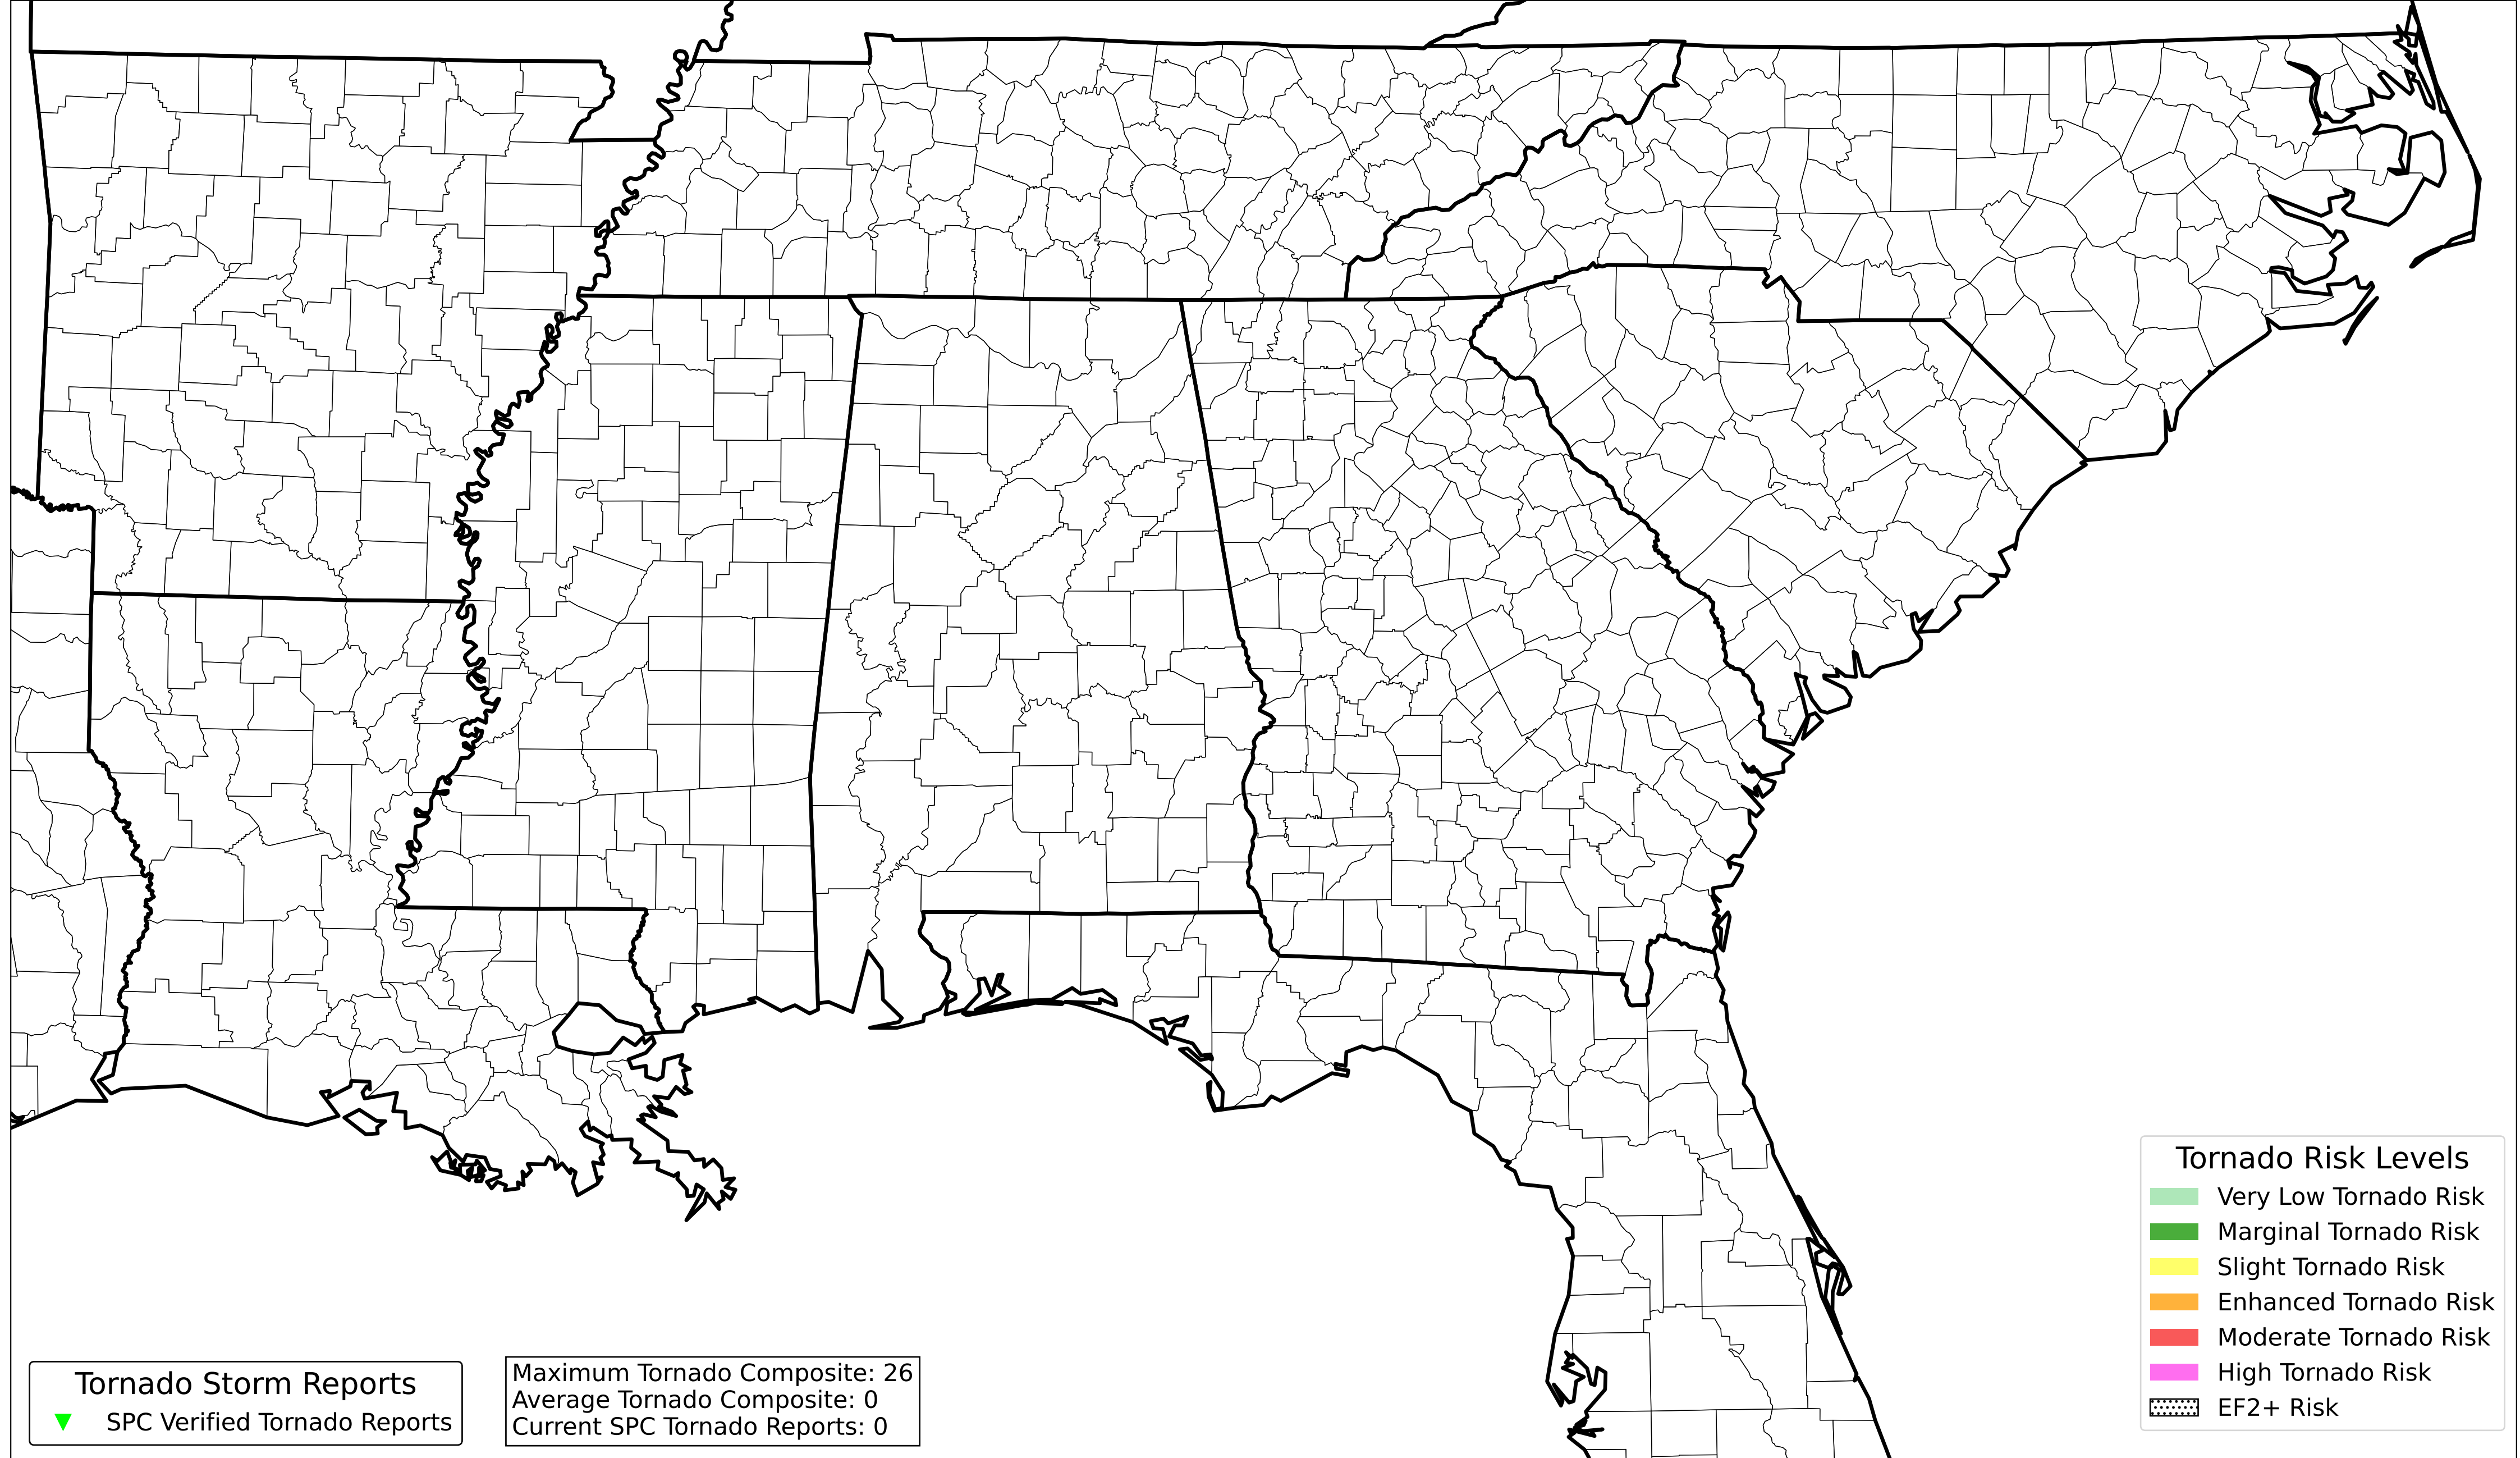 Tornado Risk Levels
Very Low Tornado Risk
Marginal Tornado Risk
Slight Tornado Risk
Enhanced Tornado Risk
Moderate Tornado Risk
High Tornado Risk
EF2+ Risk
Tornado Storm Reports
SPC Verified Tornado Reports
Maximum Tornado Composite: 26
Average Tornado Composite: 0
Current SPC Tornado Reports: 0